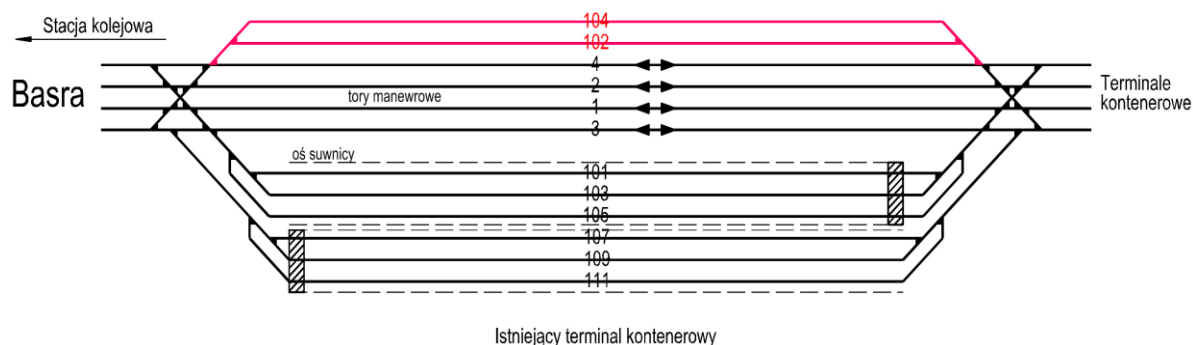 Stacja kolejowa
104
102
4
2
Basra
tory manewrowe
1
3
Terminale
kontenerowe
oś suwnicy
101
103
105
107
109
111
Istniejący terminal kontenerowy